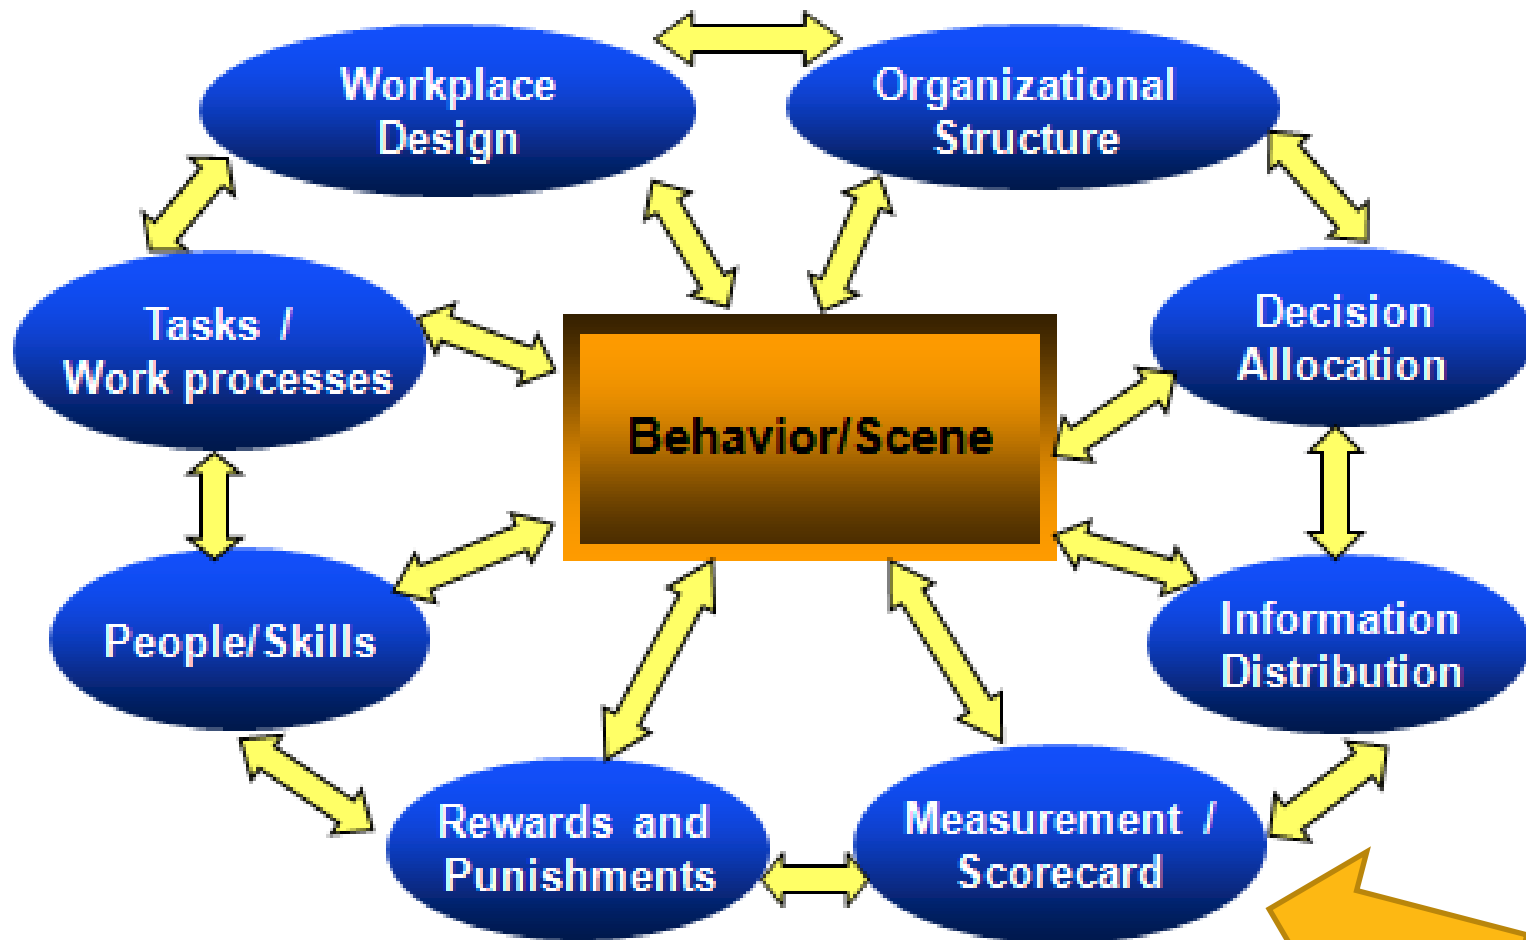 Workplace
Design
Organizational
Structure
Tasks /
Work processes
Decision
Allocation
Behavior/Scene
People/Skills
Information
Distribution
Rewards and
Punishments
Measurement /
Scorecard